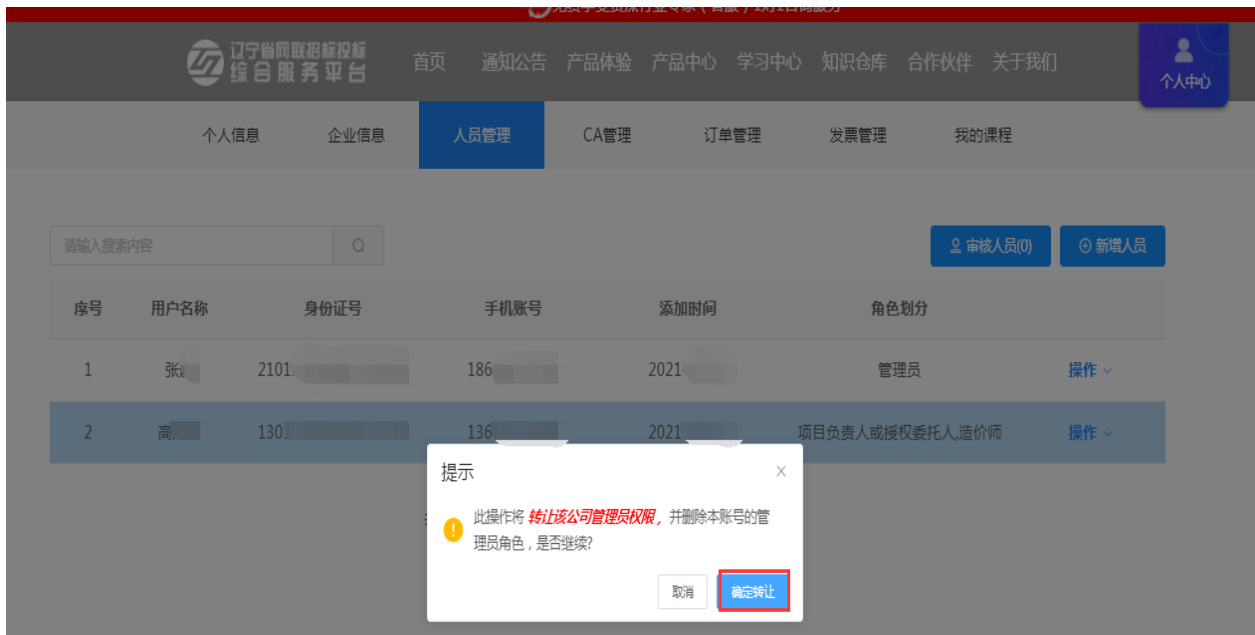 辽宁省网联招标投标
综合服务平台
首页 通知公告 产品体验 产品中心 学习中心 知识仓库 合作伙伴 关于我们
个人中心
个人信息 企业信息 人员管理 CA管理 订单管理 发票管理 我的课程
请输入搜索内容
审核人员(0) 新增人员
序号 用户名称 身份证号 手机账号 添加时间 角色划分
1 张 2101 186 2021 管理员 操作
2 高 130 136 2021 项目负责人或授权委托人,造价师 操作
提示
此操作将 转让该公司管理员权限，并删除本账号的管
理员角色，是否继续?
取消 确定转让